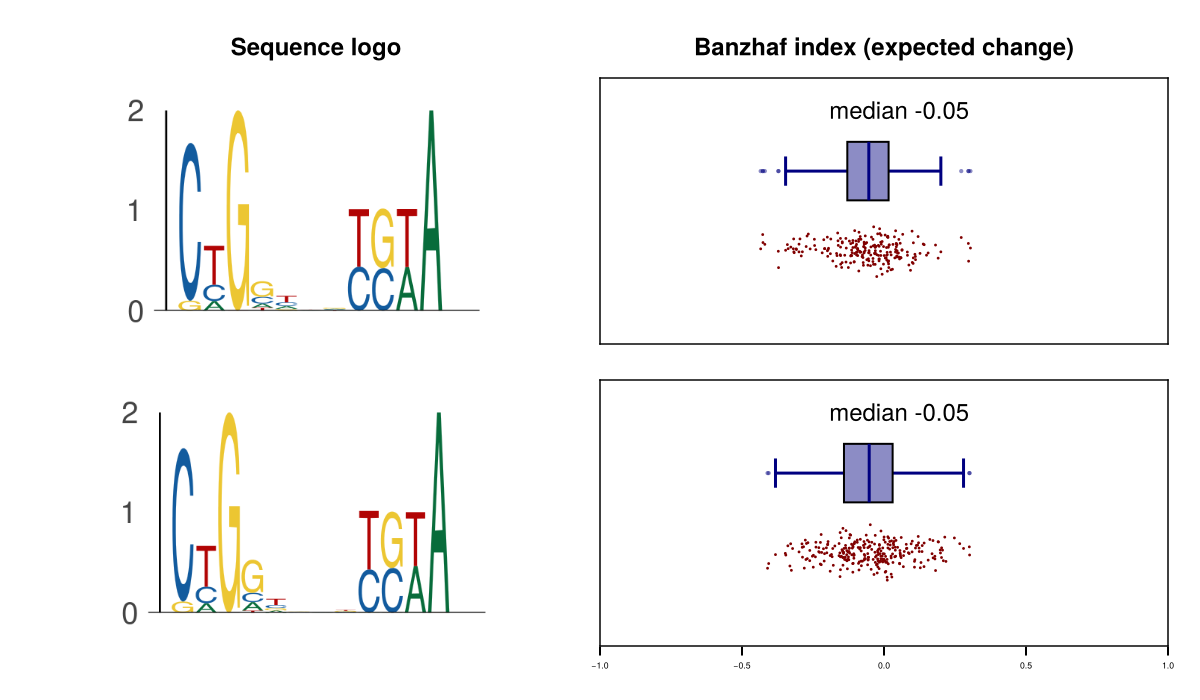 Sequence logo
Banzhaf index (expected change)
2
1
0
C T G G T T G T A
G C C C C C A
A A A
median -0.05
2
1
0
C T G G T T G T A
G C C C C C A
A A A
median -0.05
−1.0 −0.5 0.0 0.5 1.0